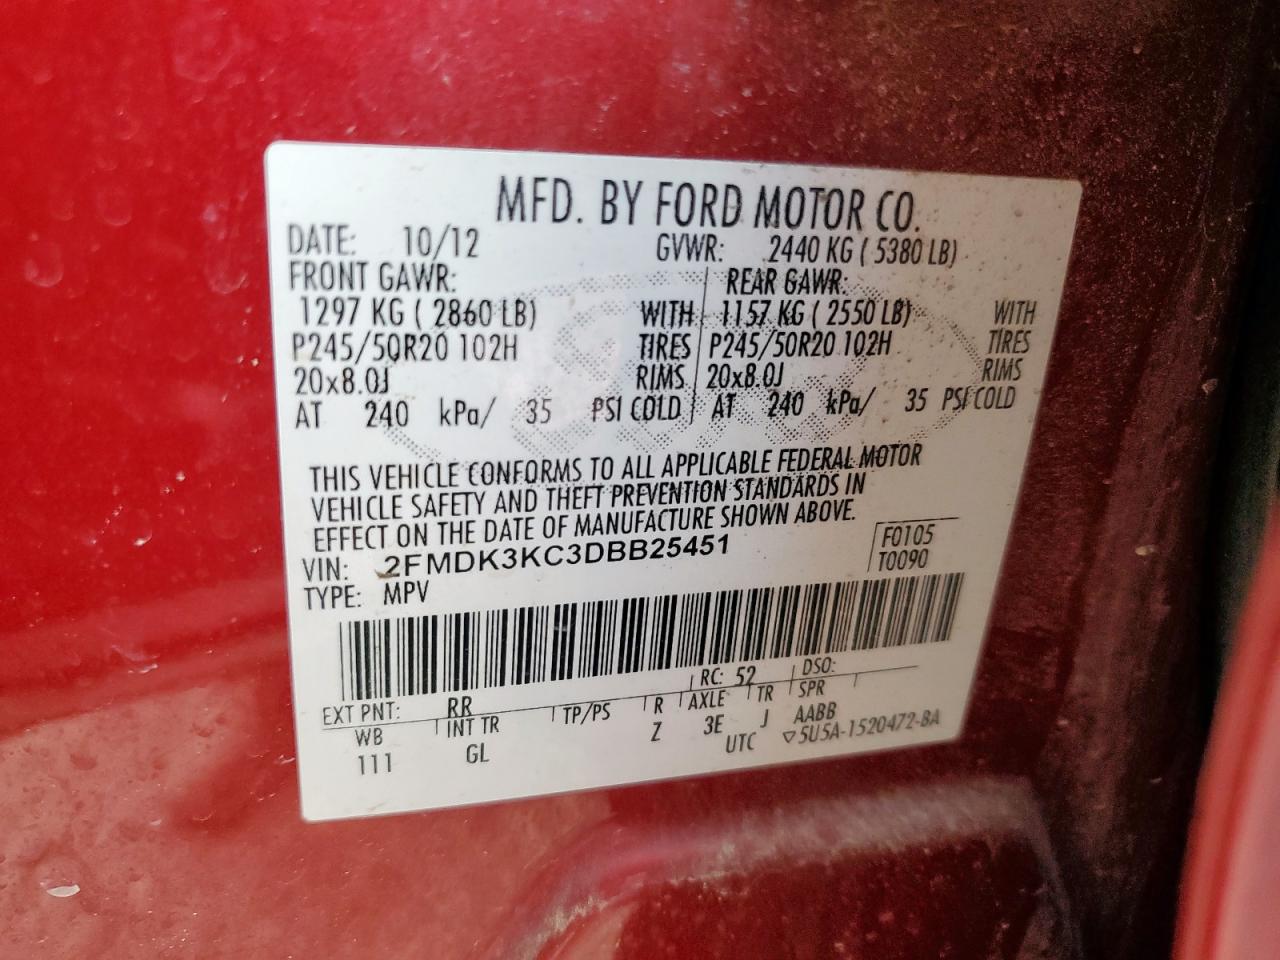 MFD. BY FORD MOTOR CO.
DATE: 10/12 GVWR: 2440 KG ( 5380 LB)
FRONT GAWR: REAR GAWR:
1297 KG ( 2860 LB) WITH 1157 KG ( 2550 LB) WITH
P245/50R20 102H TIRES P245/50R20 102H TIRES
20x8.0J RIMS 20x8.0J RIMS
AT 240 kPa/ 35 PSI COLD AT 240 kPa/ 35 PSI COLD
THIS VEHICLE CONFORMS TO ALL APPLICABLE FEDERAL MOTOR
VEHICLE SAFETY AND THEFT PREVENTION STANDARDS IN
EFFECT ON THE DATE OF MANUFACTURE SHOWN ABOVE.
VIN: 2FMDK3KC3DBB25451 F0105
TYPE: MPV T0090
EXT PNT: RR RC: 52 DSO:
WB INT TR TP/PS R AXLE TR SPR
111 GL Z 3E J AABB
UTC ▽5U5A-1520472-BA